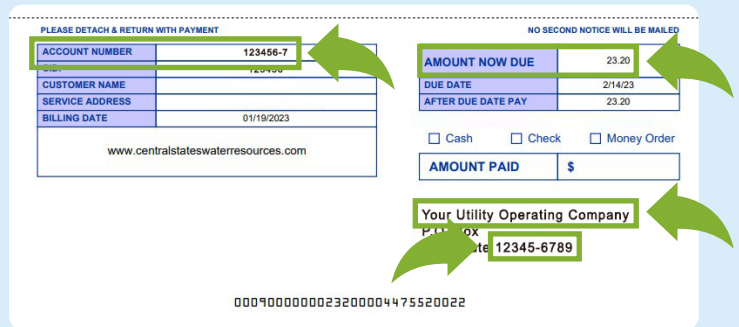 PLEASE DETACH & RETURN WITH PAYMENT
NO SECOND NOTICE WILL BE MAILED
ACCOUNT NUMBER 123456-7
123456
CUSTOMER NAME
SERVICE ADDRESS
BILLING DATE 01/19/2023
www.centralstateswaterresources.com
AMOUNT NOW DUE 23.20
DUE DATE 2/14/23
AFTER DUE DATE PAY 23.20
Cash Check Money Order
AMOUNT PAID $
Your Utility Operating Company
12345-6789
0009000000023200004475520022